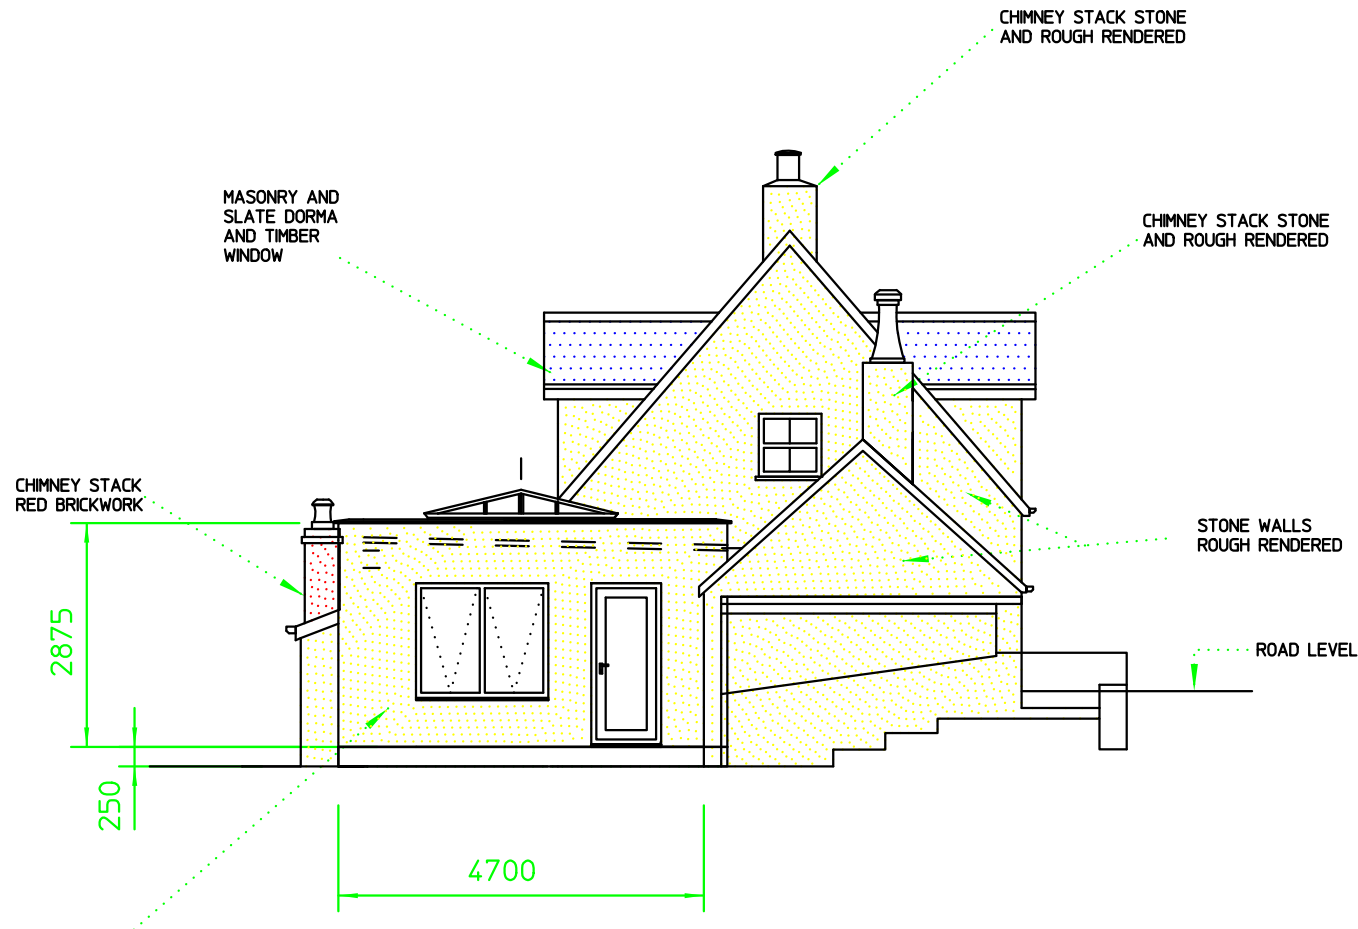 CHIMNEY STACK STONE
AND ROUGH RENDERED
MASONRY AND
SLATE DORMA
AND TIMBER
WINDOW
CHIMNEY STACK STONE
AND ROUGH RENDERED
CHIMNEY STACK
RED BRICKWORK
STONE WALLS
ROUGH RENDERED
2875
ROAD LEVEL
250
4700